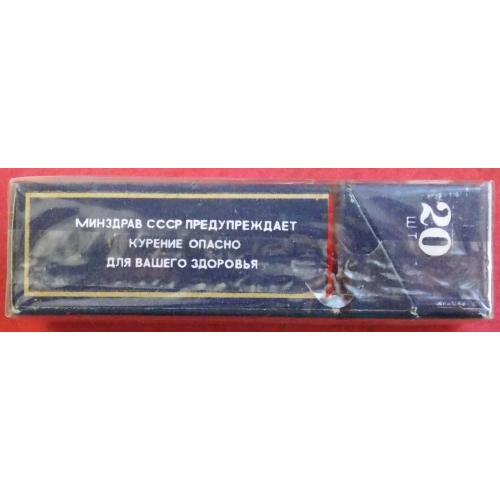 МИНЗДРАВ СССР ПРЕДУПРЕЖДАЕТ
КУРЕНИЕ ОПАСНО
ДЛЯ ВАШЕГО ЗДОРОВЬЯ
20
ШТ